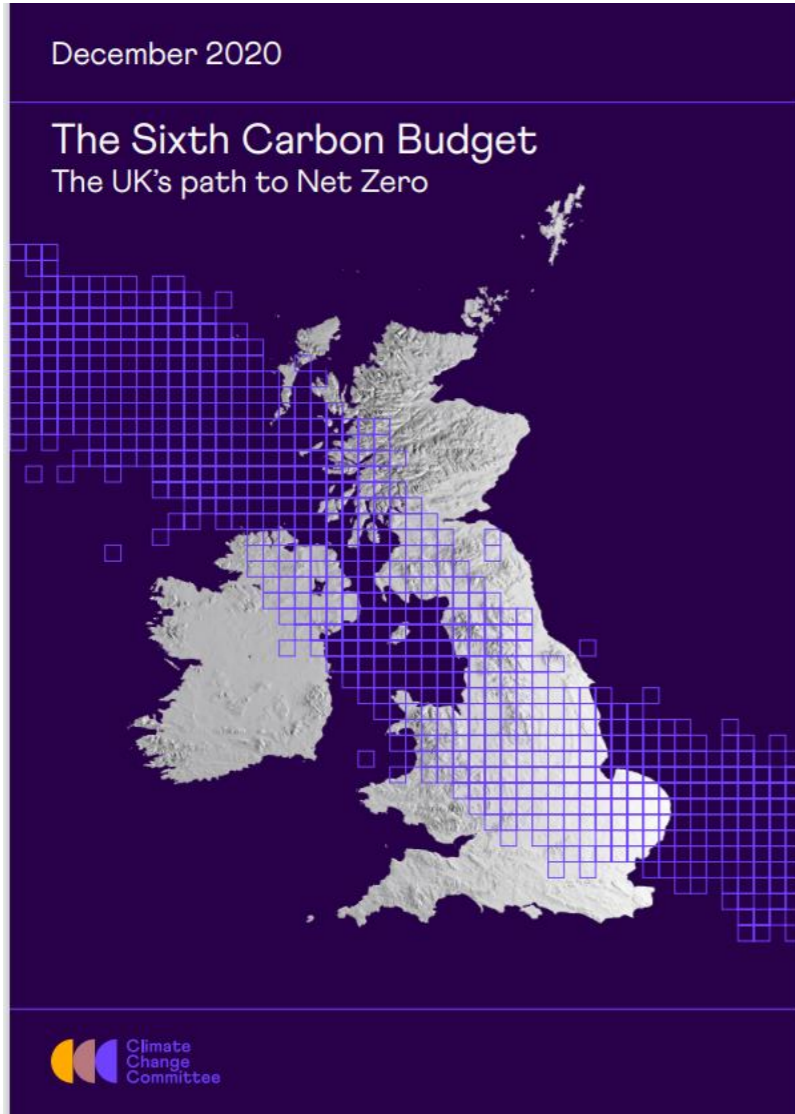 December 2020
The Sixth Carbon Budget
The UK's path to Net Zero
Climate
Change
Committee